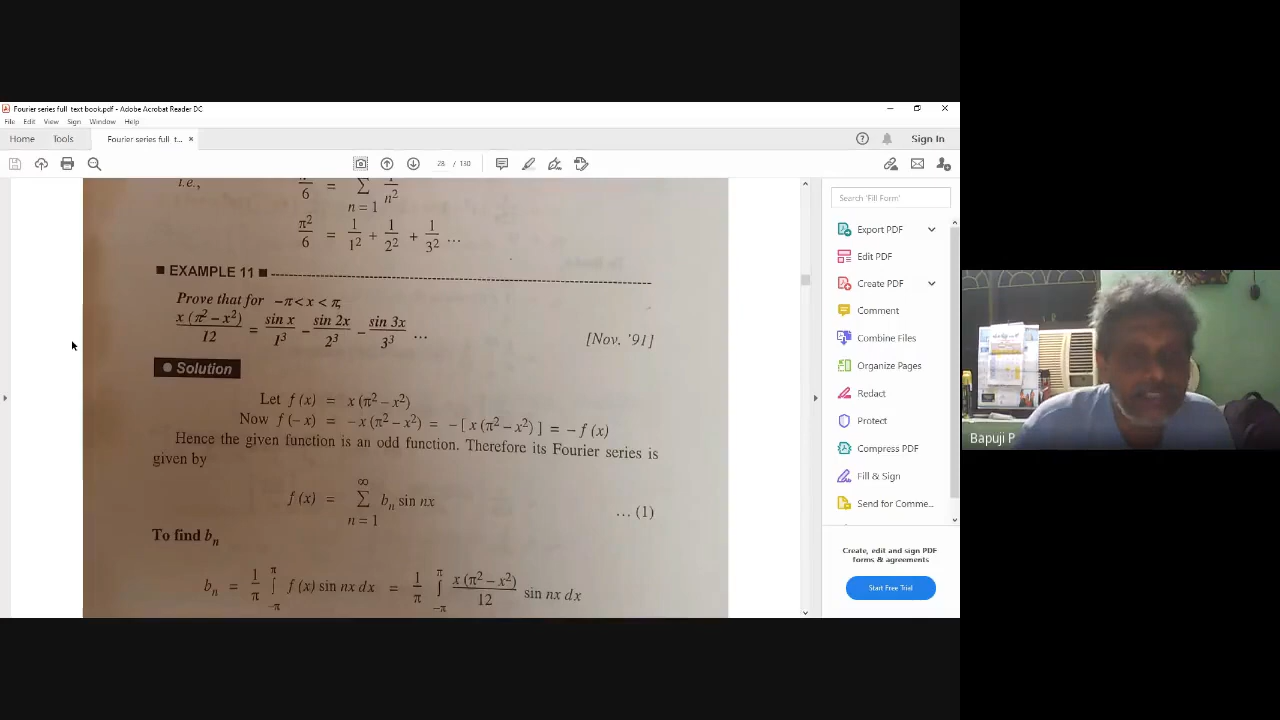 Fourier series full text book.pdf - Adobe Acrobat Reader DC
File Edit View Sign Window Help
Home Tools Fourier series full t... × Sign In
28 / 130
i.e., π²/6 = ∞ Σ n = 1 1/n²
π²/6 = 1/1² + 1/2² + 1/3² ...
■ EXAMPLE 11 ■
Prove that for -π < x < π,
x (π² – x²)/12 = sin x/1³ – sin 2x/2³ – sin 3x/3³ ... [Nov. '91]
● Solution
Let f (x) = x (π² – x²)
Now f (– x) = – x (π² – x²) = – [ x (π² – x²) ] = – f (x)
Hence the given function is an odd function. Therefore its Fourier series is
given by
f (x) = ∞ Σ n = 1 bₙ sin nx ... (1)
To find bₙ
bₙ = 1/π π ∫ –π f (x) sin nx dx = 1/π π ∫ –π x (π² – x²)/12 sin nx dx
Search 'Fill Form'
Export PDF
Edit PDF
Create PDF
Comment
Combine Files
Organize Pages
Redact
Protect
Compress PDF
Fill & Sign
Send for Comme...
Create, edit and sign PDF
forms & agreements
Start Free Trial
Bapuji P